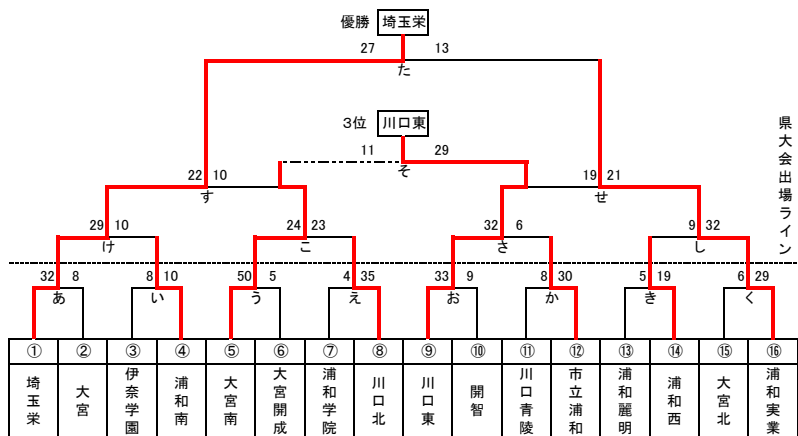 優勝 埼玉栄
27 13
た
3位 川口東
11 29
そ
県大会出場ライン
22 10 19 21
す せ
29 10 24 23 32 6 9 32
け こ さ し
32 8 8 10 50 5 4 35 33 9 8 30 5 19 6 29
あ い う え お か き く
① ② ③ ④ ⑤ ⑥ ⑦ ⑧ ⑨ ⑩ ⑪ ⑫ ⑬ ⑭ ⑮ ⑯
埼玉栄
大宮
伊奈学園
浦和南
大宮南
大宮開成
浦和学院
川口北
川口東
開智
川口青陵
市立浦和
浦和麗明
浦和西
大宮北
浦和実業